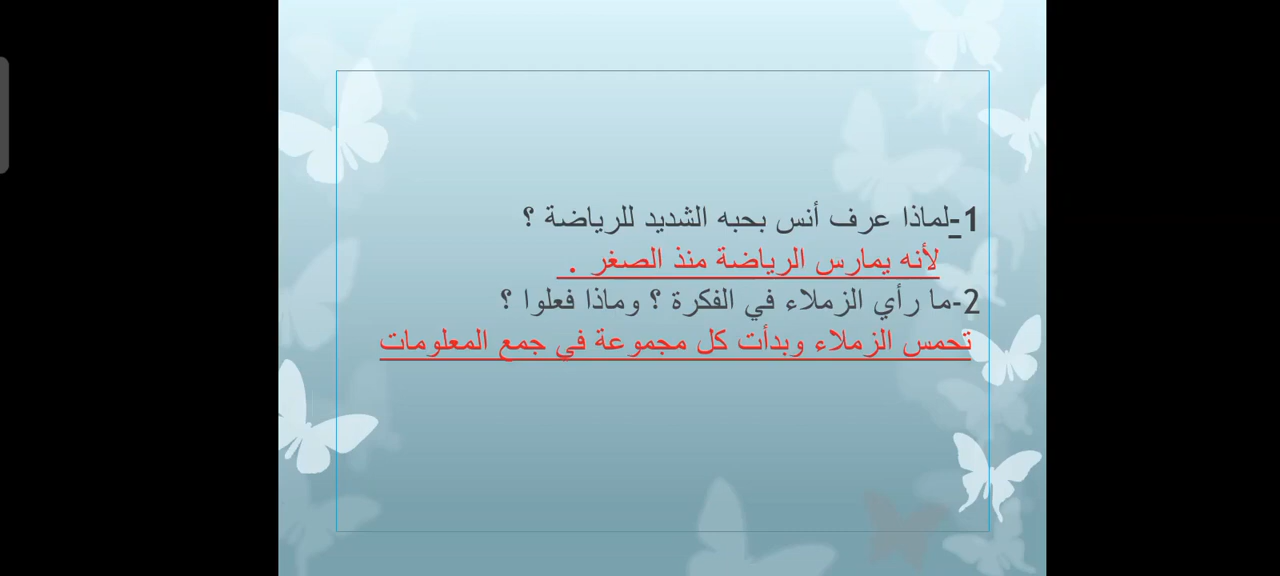 1-لماذا عرف أنس بحبه الشديد للرياضة ؟
لأنه يمارس الرياضة منذ الصغر .
2-ما رأي الزملاء في الفكرة ؟ وماذا فعلوا ؟
تحمس الزملاء وبدأت كل مجموعة في جمع المعلومات